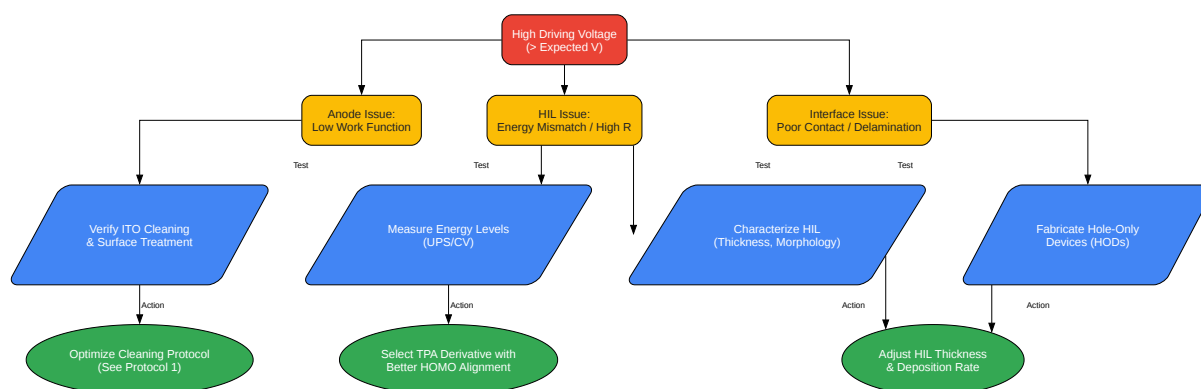 High Driving Voltage
(> Expected V)
Anode Issue:
Low Work Function
HIL Issue:
Energy Mismatch / High R
Interface Issue:
Poor Contact / Delamination
Test
Test
Test
Test
Verify ITO Cleaning
& Surface Treatment
Measure Energy Levels
(UPS/CV)
Characterize HIL
(Thickness, Morphology)
Fabricate Hole-Only
Devices (HODs)
Action
Action
Action
Action
Optimize Cleaning Protocol
(See Protocol 1)
Select TPA Derivative with
Better HOMO Alignment
Adjust HIL Thickness
& Deposition Rate